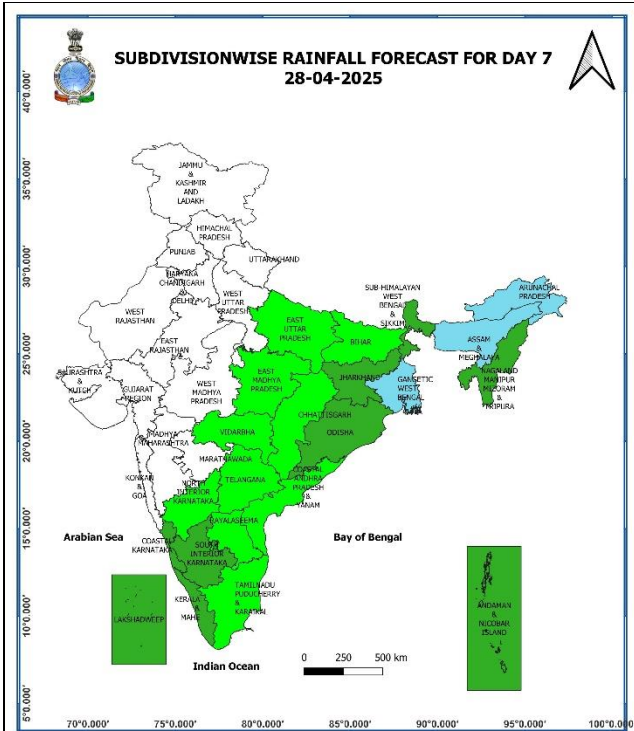 SUBDIVISIONWISE RAINFALL FORECAST FOR DAY 7
28-04-2025
40°0.000'
35°0.000'
30°0.000'
25°0.000'
20°0.000'
15°0.000'
10°0.000'
5°0.000'
JAMMU
&
KASHMIR
AND
LADAKH
HIMACHAL
PRADESH
PUNJAB
UTTARAKHAND
HARYANA
CHANDIGARH
&
DELHI
WEST
UTTAR
PRADESH
WEST
RAJASTHAN
EAST
RAJASTHAN
EAST
UTTAR
PRADESH
BIHAR
SUB-HIMALAYAN
WEST
BENGAL
&
SIKKIM
ARUNACHAL
PRADESH
ASSAM
&
MEGHALAYA
NAGALAND
MANIPUR
MIZORAM
&
TRIPURA
SAURASHTRA
&
KUTCH
GUJARAT
REGION
WEST
MADHYA
PRADESH
EAST
MADHYA
PRADESH
JHARKHAND
GANGETIC
WEST
BENGAL
CHHATTISGARH
ODISHA
MADHYA
MAHARASHTRA
VIDARBHA
MARATHWADA
KONKAN
&
GOA
NORTH
INTERIOR
KARNATAKA
TELANGANA
COASTAL
ANDHRA
PRADESH
&
YANAM
RAYALASEEMA
COASTAL
KARNATAKA
SOUTH
INTERIOR
KARNATAKA
TAMILNADU
PUDUCHERRY
&
KARAIKAL
KERALA
&
MAHE
LAKSHADWEEP
ANDAMAN
&
NICOBAR
ISLAND
Arabian Sea
Bay of Bengal
Indian Ocean
0 250 500 km
70°0.000' 75°0.000' 80°0.000' 85°0.000' 90°0.000' 95°0.000' 100°0.000'